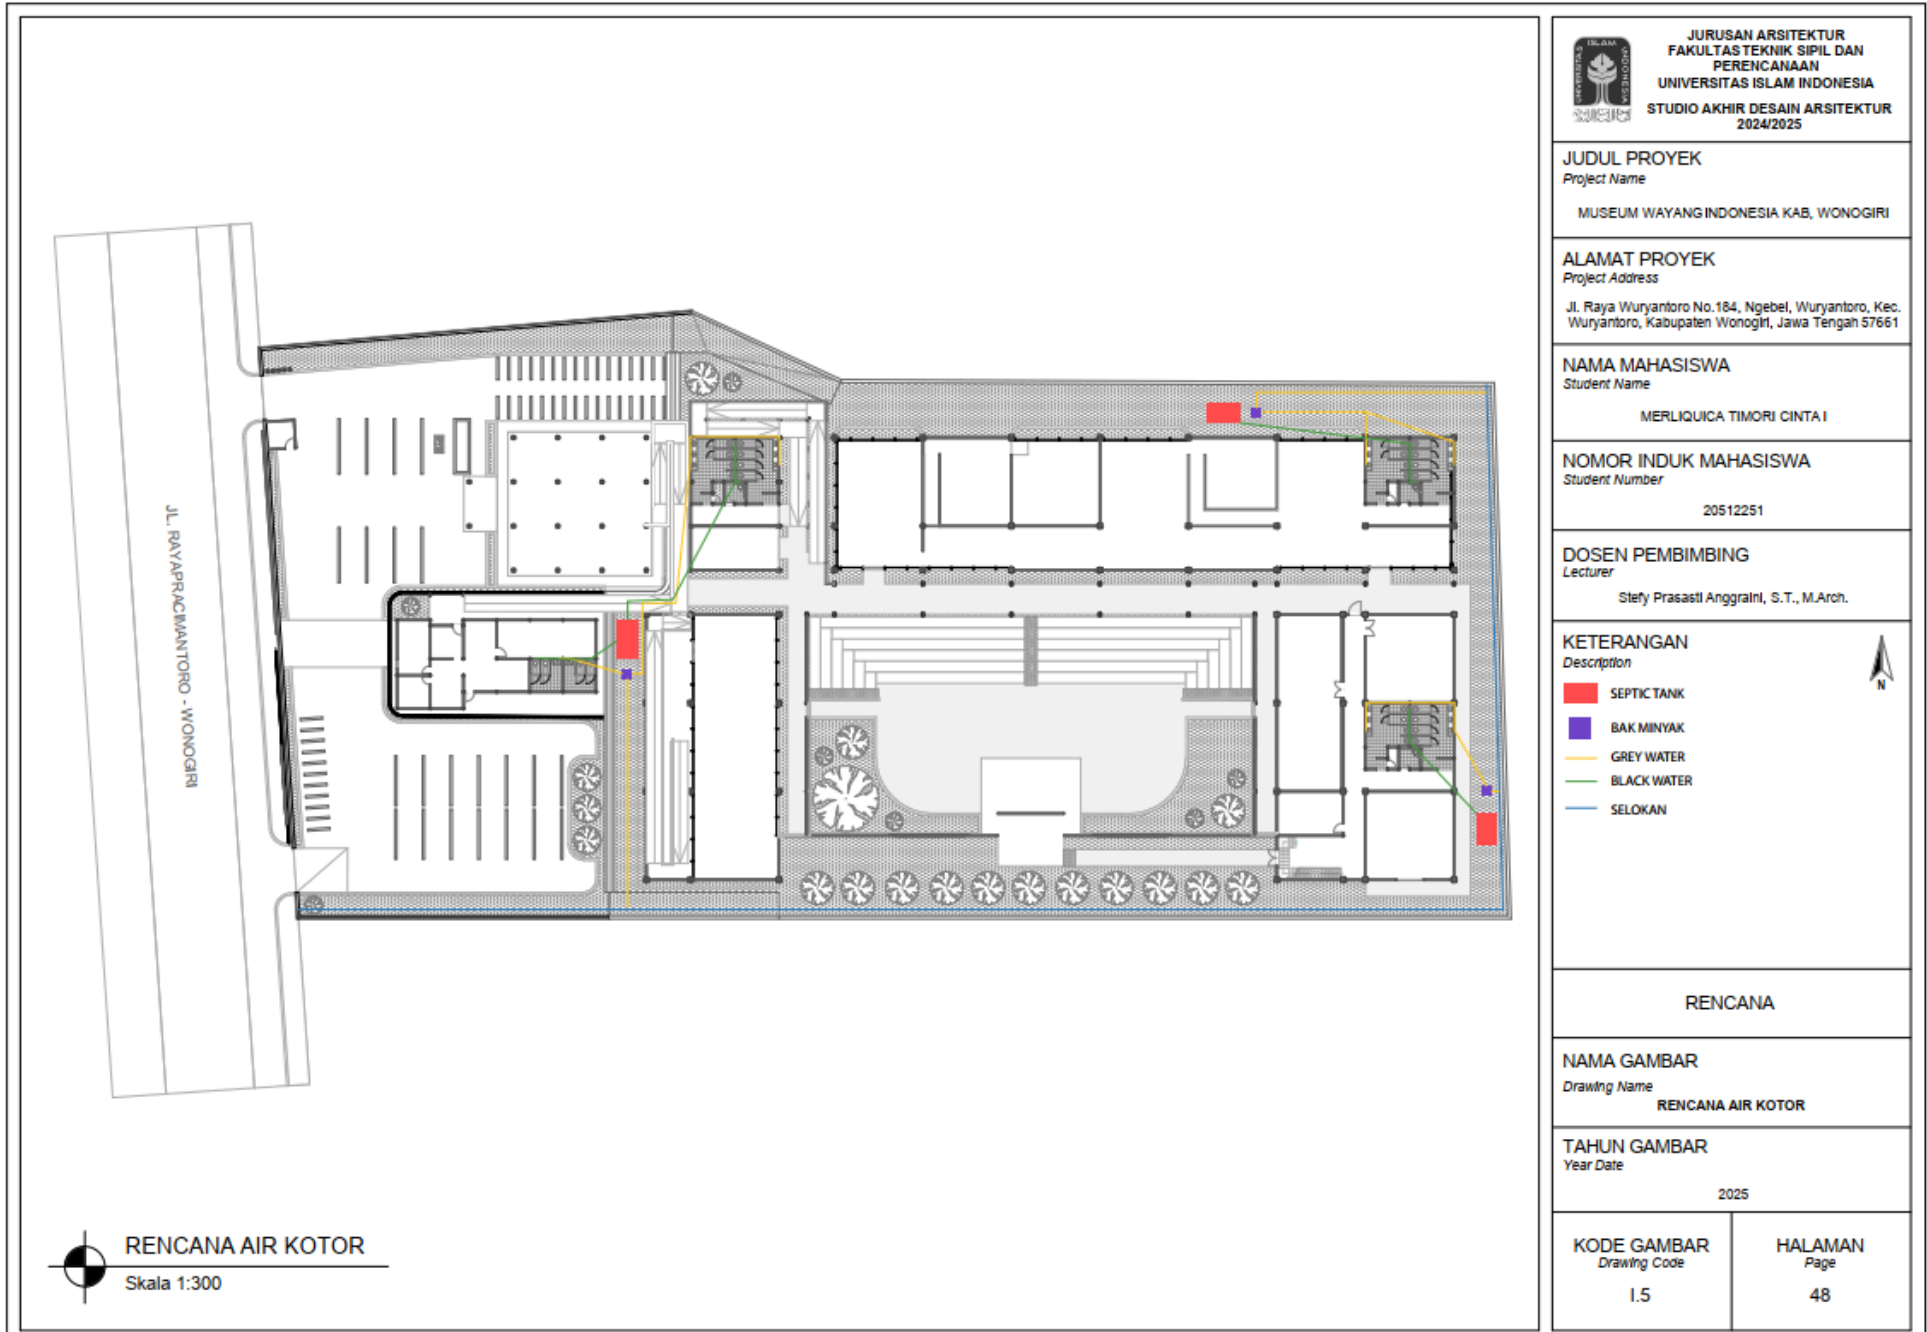 JL. RAYAPRACIMANTORO - WONOGIRI
RENCANA AIR KOTOR
Skala 1:300
ISLAM
UNIVERSITAS
INDONESIA
JURUSAN ARSITEKTUR
FAKULTAS TEKNIK SIPIL DAN
PERENCANAAN
UNIVERSITAS ISLAM INDONESIA
STUDIO AKHIR DESAIN ARSITEKTUR
2024/2025
JUDUL PROYEK
Project Name
MUSEUM WAYANG INDONESIA KAB, WONOGIRI
ALAMAT PROYEK
Project Address
Jl. Raya Wuryantoro No.184, Ngebel, Wuryantoro, Kec.
Wuryantoro, Kabupaten Wonogiri, Jawa Tengah 57661
NAMA MAHASISWA
Student Name
MERLIQUICA TIMORI CINTA I
NOMOR INDUK MAHASISWA
Student Number
20512251
DOSEN PEMBIMBING
Lecturer
Stefy Prasasti Anggraini, S.T., M.Arch.
KETERANGAN
Description
N
SEPTIC TANK
BAK MINYAK
GREY WATER
BLACK WATER
SELOKAN
RENCANA
NAMA GAMBAR
Drawing Name
RENCANA AIR KOTOR
TAHUN GAMBAR
Year Date
2025
KODE GAMBAR
Drawing Code
I.5
HALAMAN
Page
48